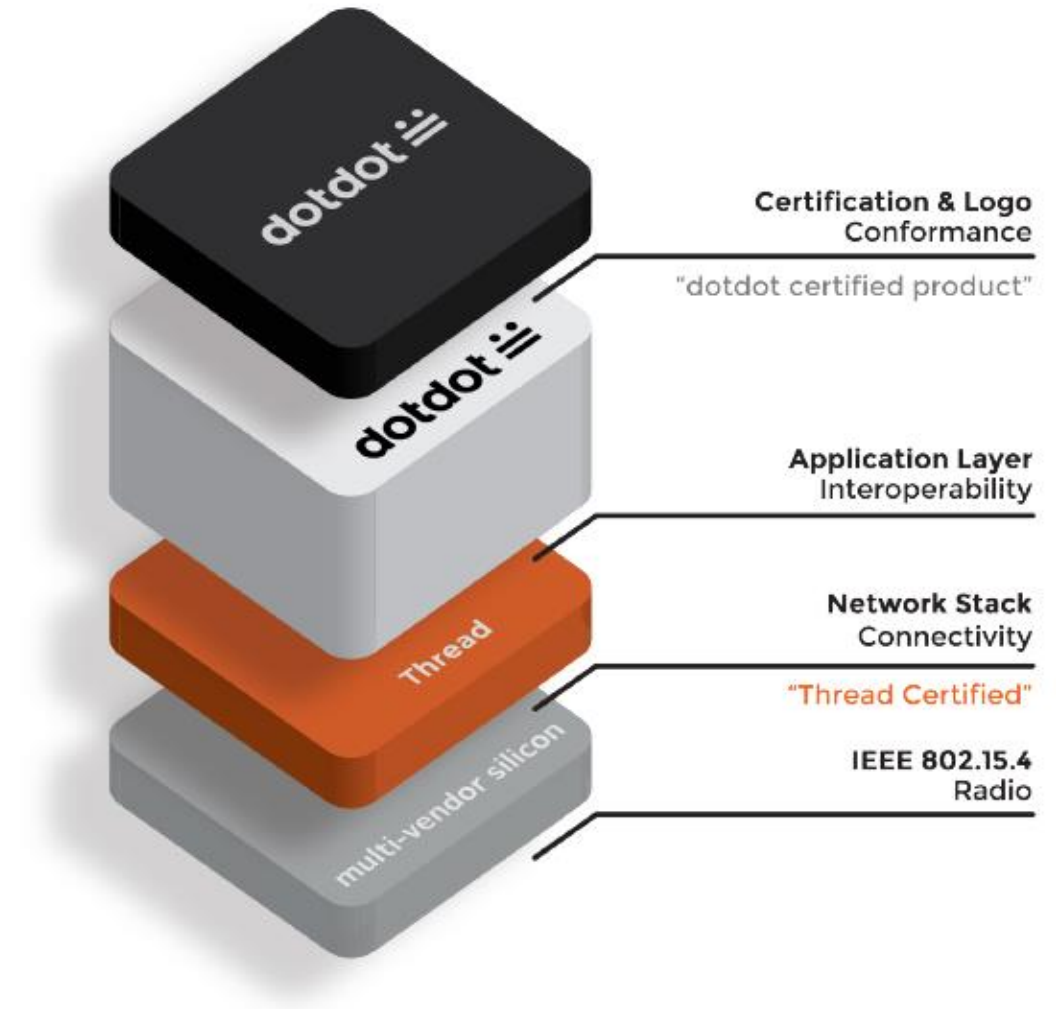 dotdot
Certification & Logo
Conformance
“dotdot certified product”
dotdot
Application Layer
Interoperability
Network Stack
Connectivity
Thread
“Thread Certified”
multi-vendor silicon
IEEE 802.15.4
Radio